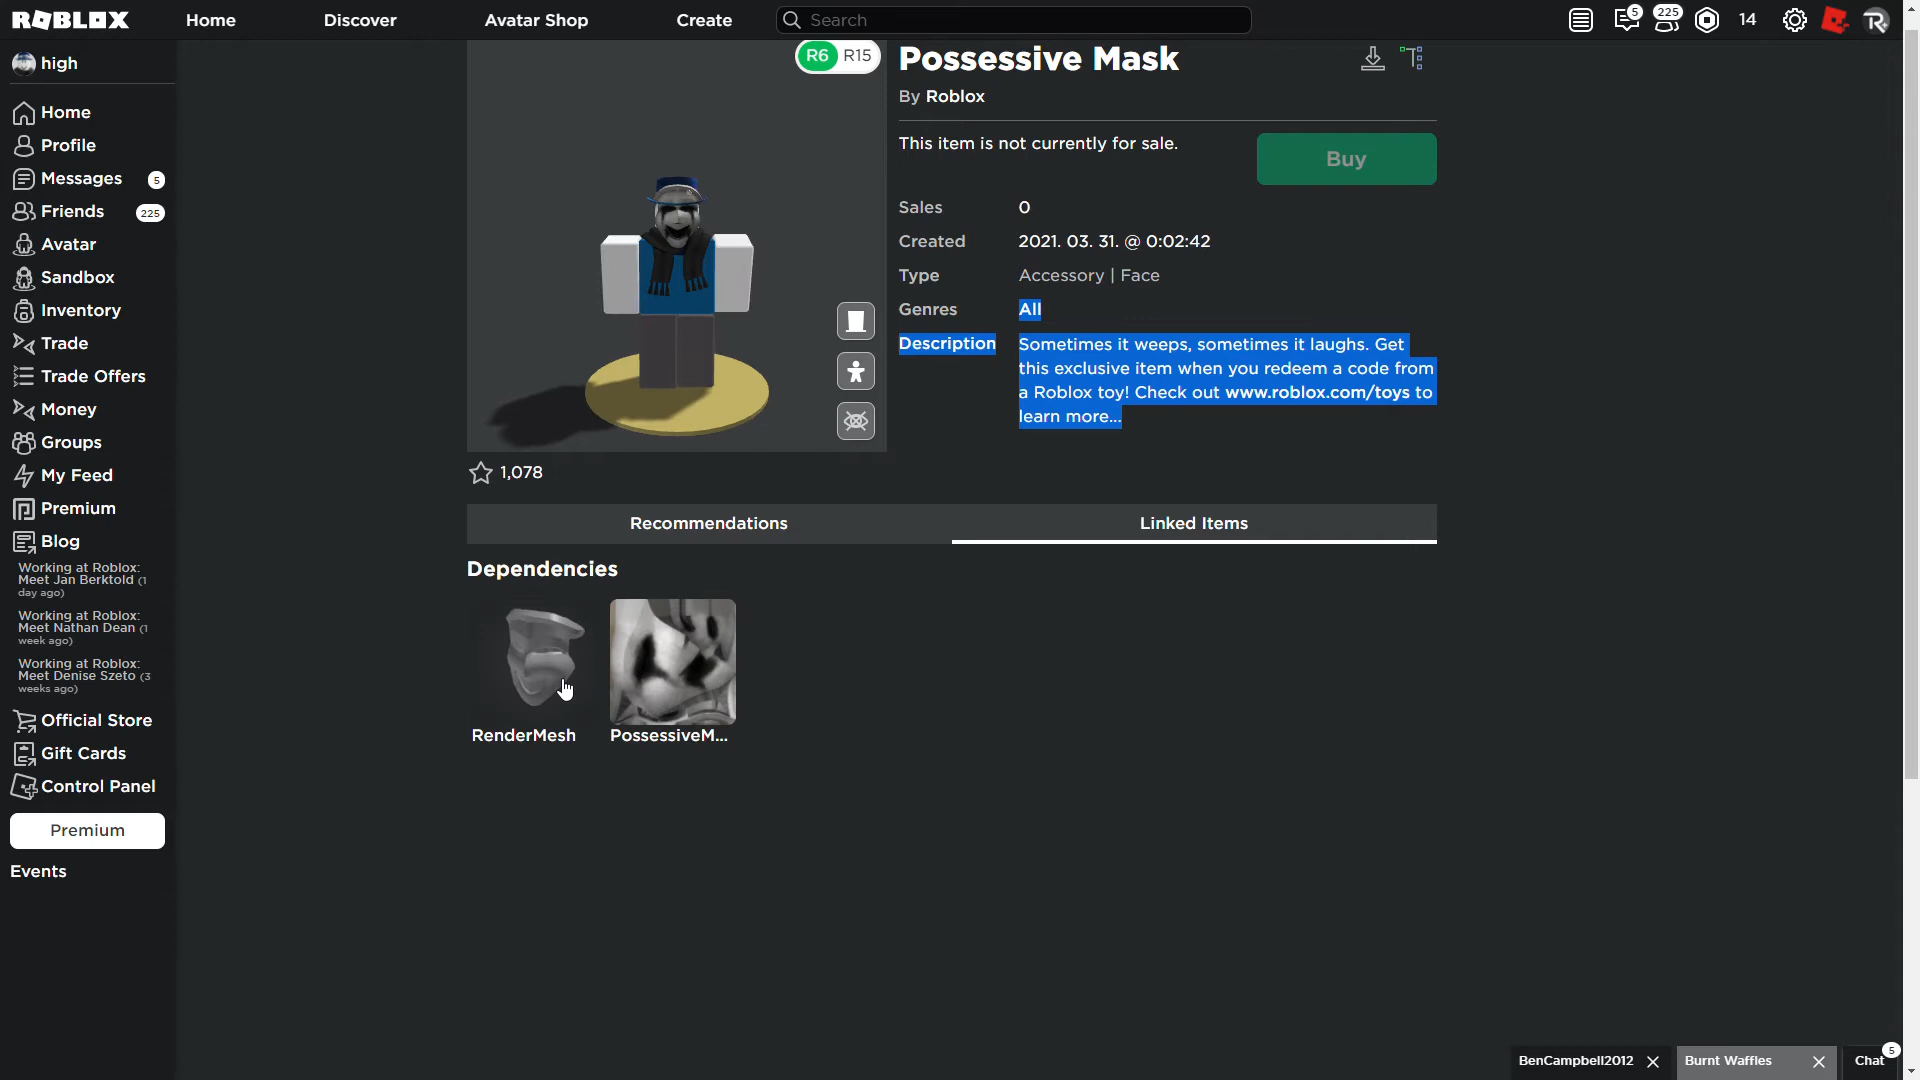 ROBLOX
Home
Discover
Avatar Shop
Create
Search
5
225
14
high
Home
Profile
Messages
5
Friends
225
Avatar
Sandbox
Inventory
Trade
Trade Offers
Money
Groups
My Feed
Premium
Blog
Working at Roblox:
Meet Jan Berktold (1
day ago)
Working at Roblox:
Meet Nathan Dean (1
week ago)
Working at Roblox:
Meet Denise Szeto (3
weeks ago)
Official Store
Gift Cards
Control Panel
Premium
Events
R6 R15
Possessive Mask
By Roblox
This item is not currently for sale.
Buy
Sales 0
Created 2021. 03. 31. @ 0:02:42
Type Accessory | Face
Genres All
Description Sometimes it weeps, sometimes it laughs. Get
this exclusive item when you redeem a code from
a Roblox toy! Check out www.roblox.com/toys to
learn more...
1,078
Recommendations
Linked Items
Dependencies
RenderMesh
PossessiveM...
BenCampbell2012
Burnt Waffles
Chat
5